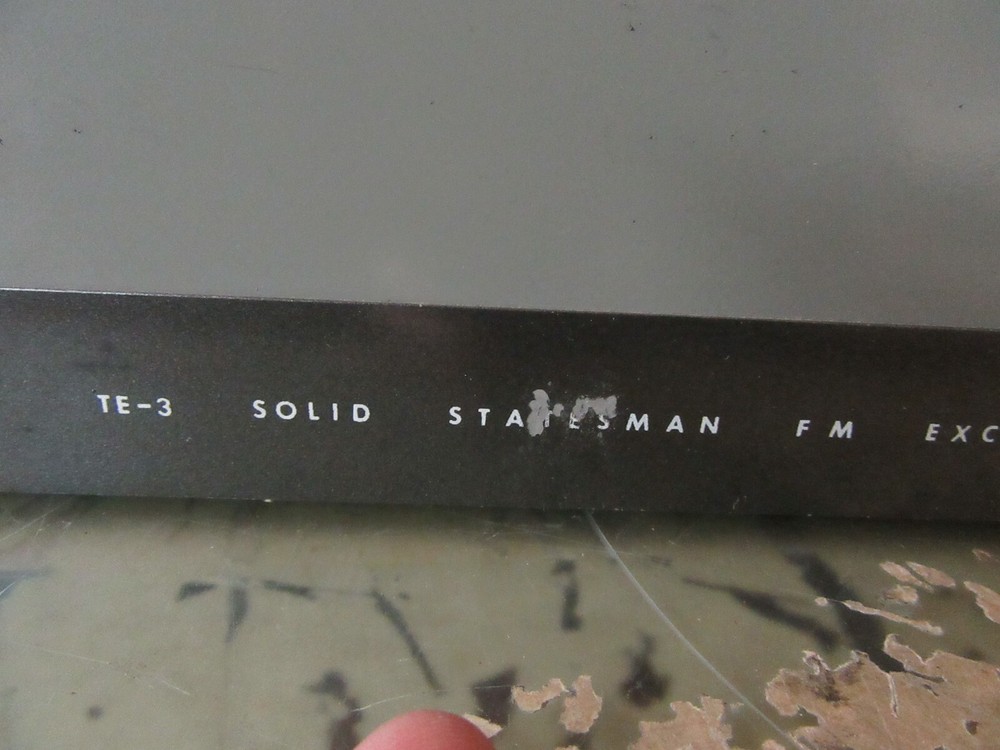 TE-3 SOLID STATESMAN FM EXC